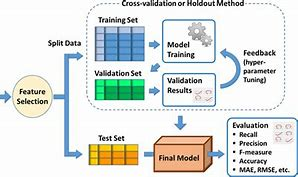 Cross-validation or Holdout Method
Split Data
Training Set
Model
Training
Feedback
(hyper-
parameter
Tuning)
Validation Set
Validation
Results
Feature
Selection
Test Set
Final Model
Evaluation
• Recall
• Precision
• F-measure
• Accuracy
• MAE, RMSE, etc.